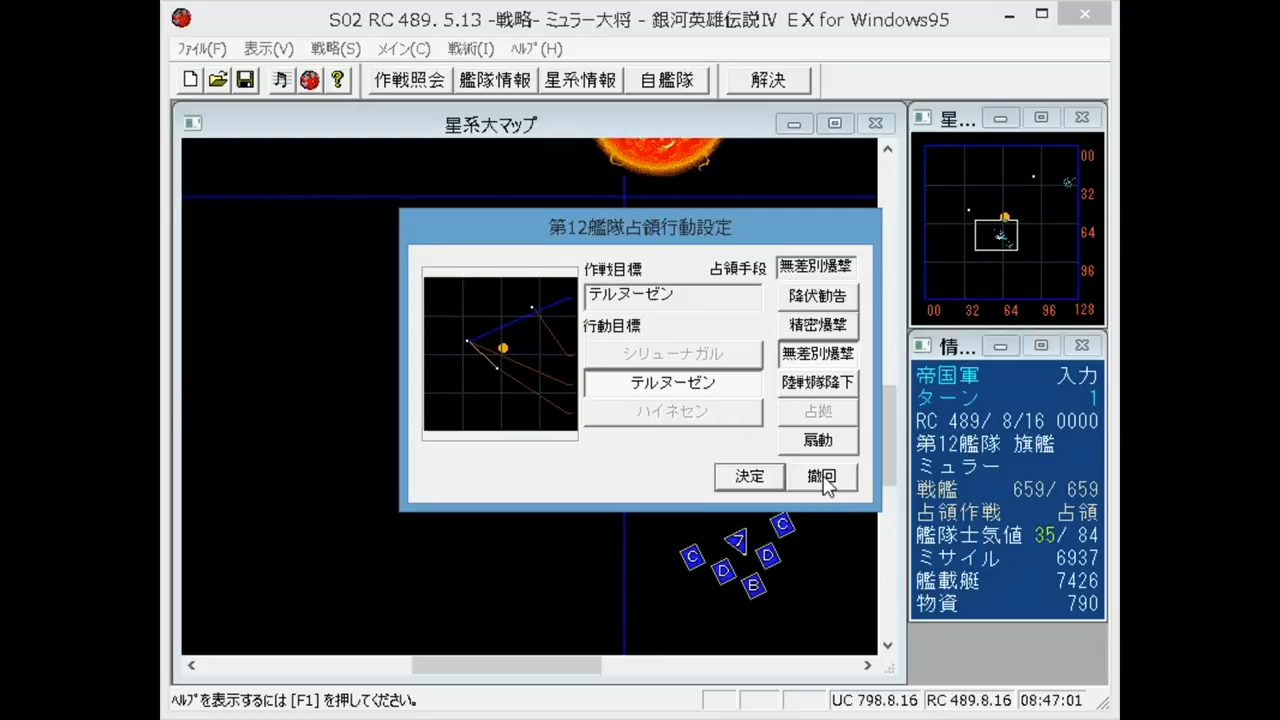 S02 RC 489. 5.13 -戦略- ミュラー大将 - 銀河英雄伝説Ⅳ ＥＸ for Windows95
ﾌｧｲﾙ(F) 表示(V) 戦略(S) メイン(C) 戦術(I) ﾍﾙﾌﾟ(H)
作戦照会 艦隊情報 星系情報 自艦隊 解決
星系大マップ
星...
00
32
64
96
00 32 64 96 128
第12艦隊占領行動設定
作戦目標 占領手段 無差別爆撃
テルヌーゼン 降伏勧告
行動目標 精密爆撃
シリューナガル 無差別爆撃
テルヌーゼン 陸戦隊降下
ハイネセン 占拠
扇動
決定 撤回
C フ C
D D
B
情...
帝国軍 入力
ターン 1
RC 489/ 8/16 0000
第12艦隊 旗艦
ミュラー
戦艦 659/ 659
占領作戦 占領
艦隊士気値 35/ 84
ミサイル 6937
艦載艇 7426
物資 790
ﾍﾙﾌﾟを表示するには [F1] を押してください。
UC 798.8.16 RC 489.8.16 08:47:01